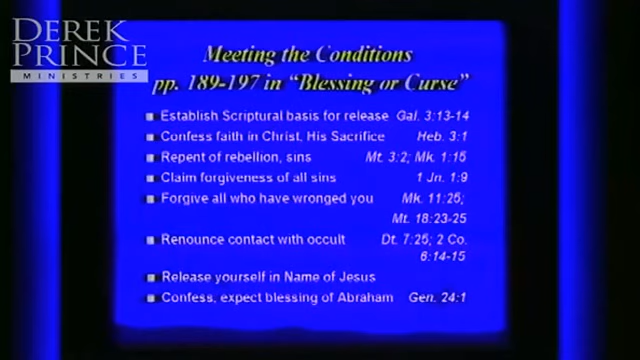 DEREK
PRINCE
MINISTRIES
Meeting the Conditions
pp. 189-197 in "Blessing or Curse"
Establish Scriptural basis for release Gal. 3:13-14
Confess faith in Christ, His Sacrifice Heb. 3:1
Repent of rebellion, sins Mt. 3:2; Mk. 1:15
Claim forgiveness of all sins 1 Jn. 1:9
Forgive all who have wronged you Mk. 11:25;
Mt. 18:23-25
Renounce contact with occult Dt. 7:25; 2 Co.
6:14-15
Release yourself in Name of Jesus
Confess, expect blessing of Abraham Gen. 24:1